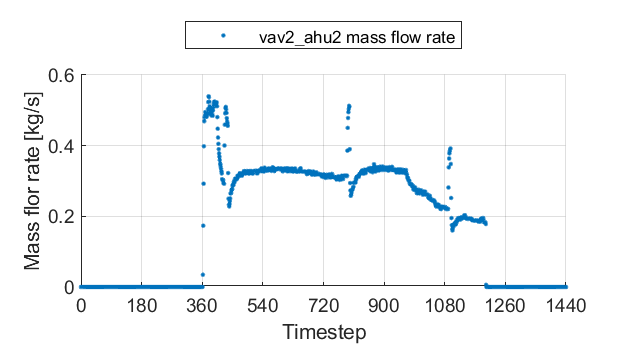 vav2_ahu2 mass flow rate
0.6
0.4
0.2
0
Mass flor rate [kg/s]
0 180 360 540 720 900 1080 1260 1440
Timestep